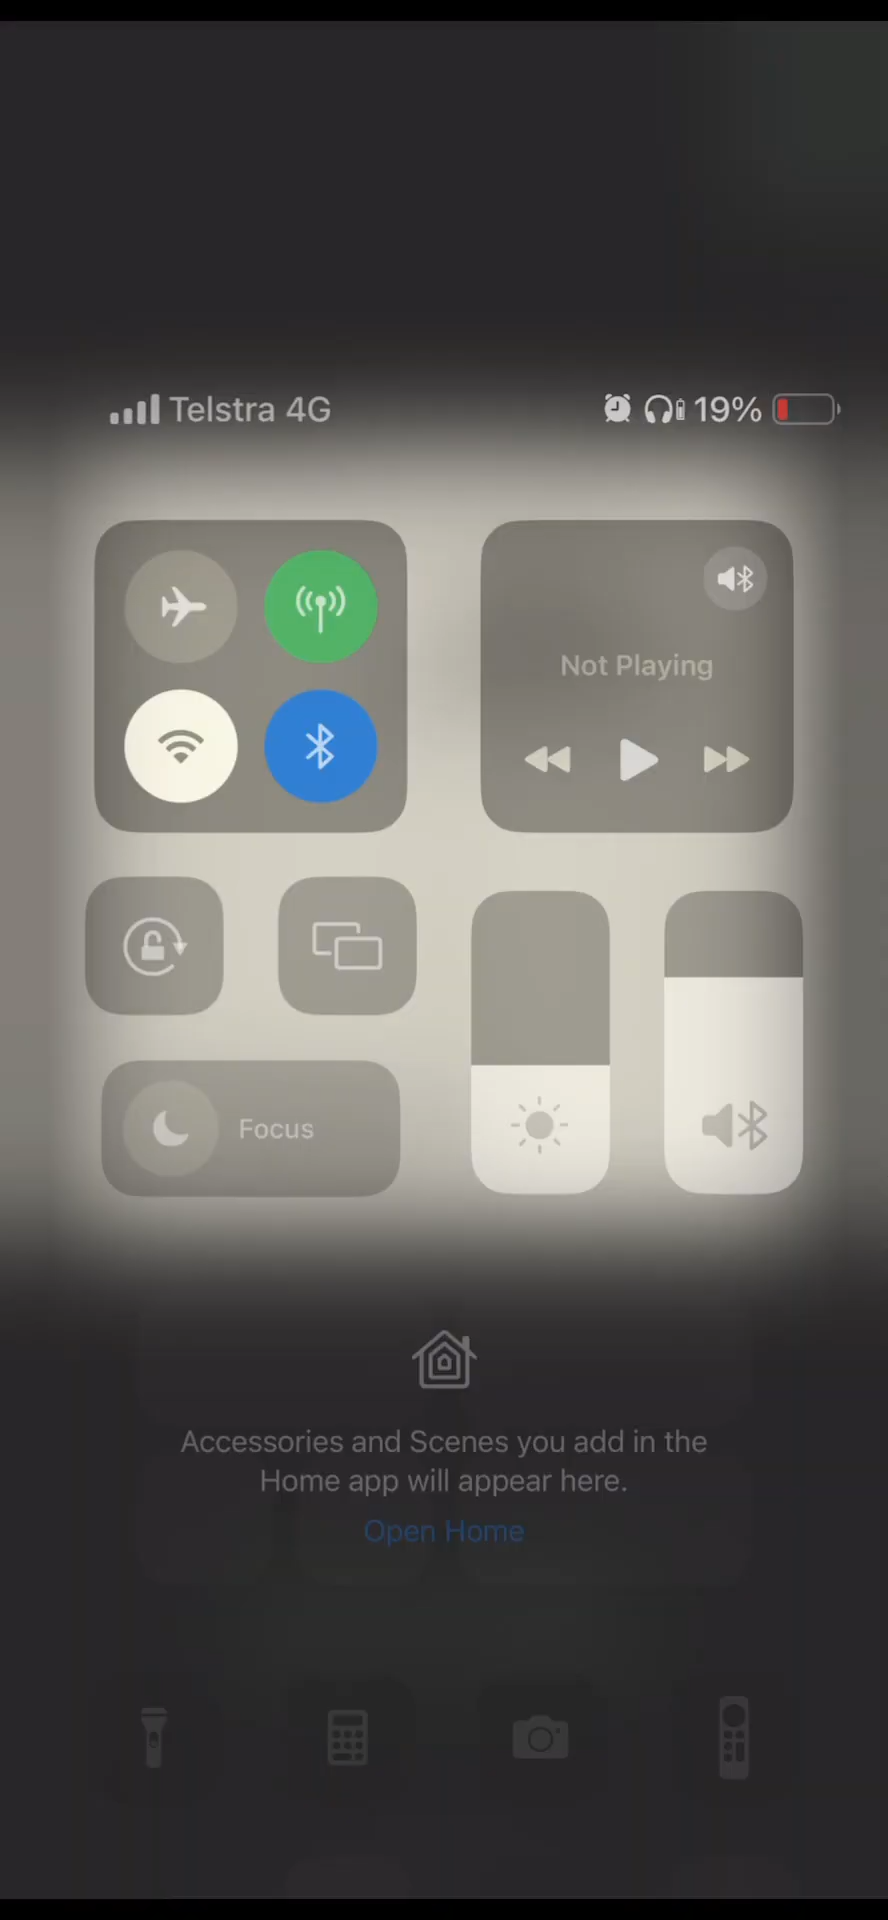 Telstra 4G 19%
Not Playing
Focus
Accessories and Scenes you add in the
Home app will appear here.
Open Home